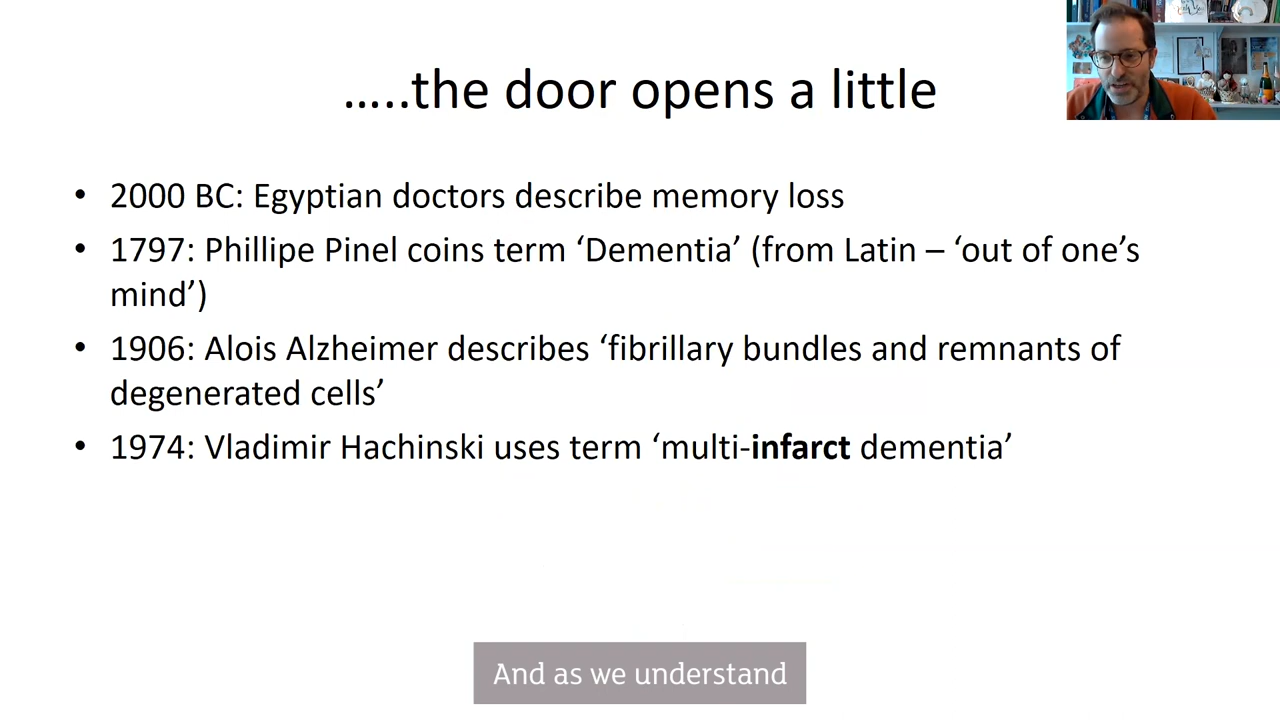 …..the door opens a little
• 2000 BC: Egyptian doctors describe memory loss
• 1797: Phillipe Pinel coins term ‘Dementia’ (from Latin – ‘out of one’s
mind’)
• 1906: Alois Alzheimer describes ‘fibrillary bundles and remnants of
degenerated cells’
• 1974: Vladimir Hachinski uses term ‘multi-infarct dementia’
And as we understand